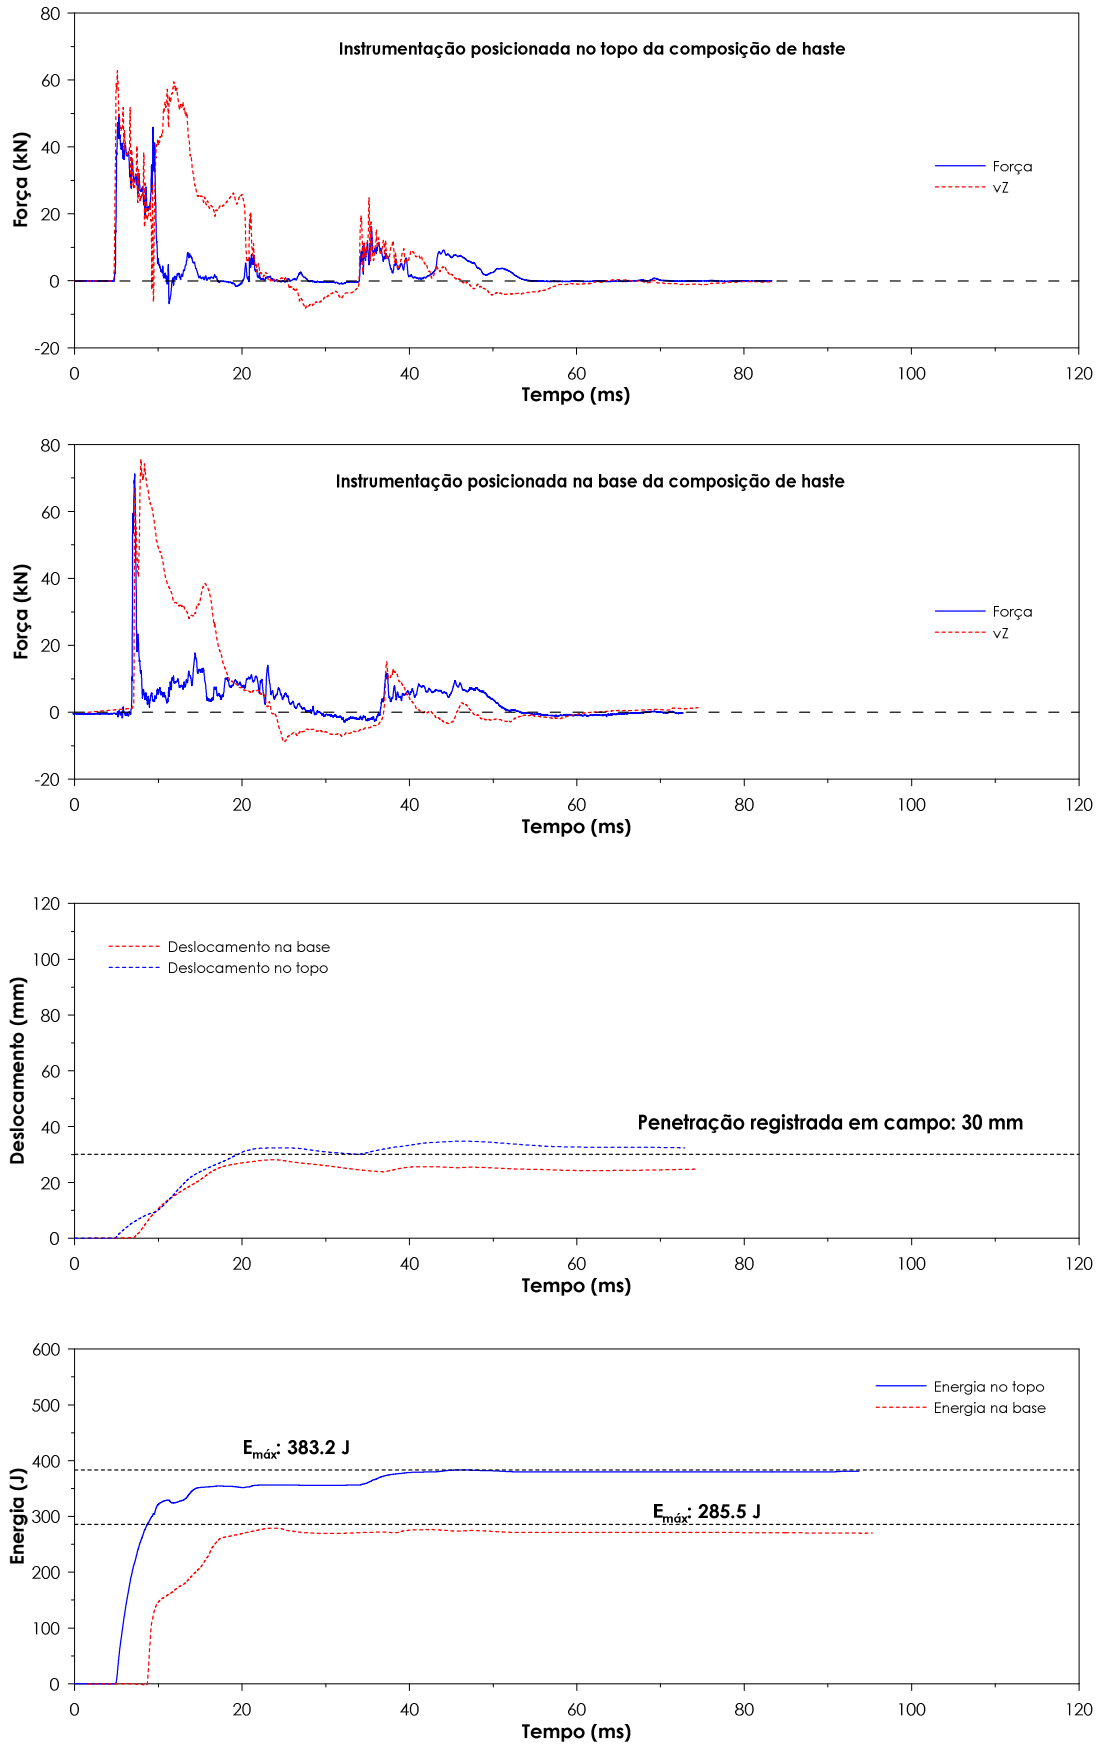 80
Instrumentação posicionada no topo da composição de haste
60
40
20
0
-20
Força (kN)
Força
vZ
0 20 40 60 80 100 120
Tempo (ms)
80
Instrumentação posicionada na base da composição de haste
60
40
20
0
-20
Força (kN)
Força
vZ
0 20 40 60 80 100 120
Tempo (ms)
120
100
80
60
40
20
0
Deslocamento (mm)
Deslocamento na base
Deslocamento no topo
Penetração registrada em campo: 30 mm
0 20 40 60 80 100 120
Tempo (ms)
600
500
400
300
200
100
0
Energia (J)
Energia no topo
Energia na base
Emáx: 383.2 J
Emáx: 285.5 J
0 20 40 60 80 100 120
Tempo (ms)